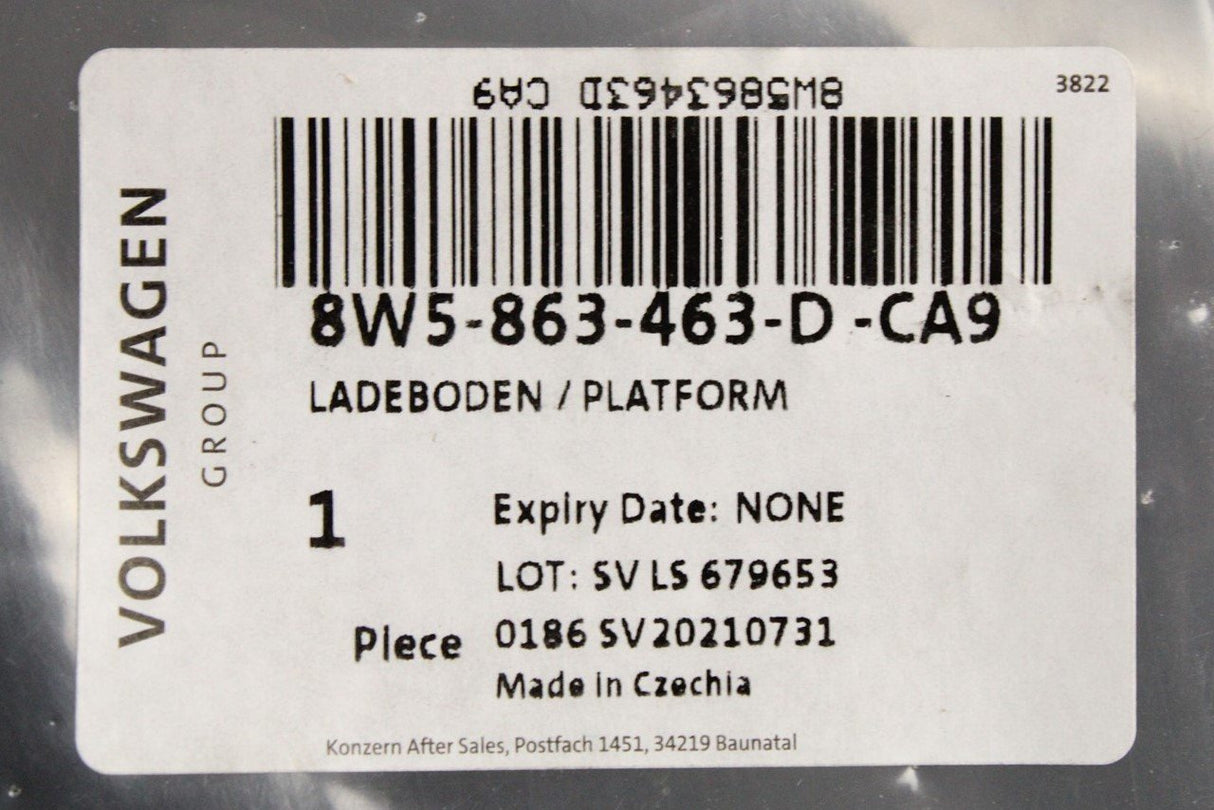 8W5863463D CA9
3822
8W5-863-463-D -CA9
LADEBODEN / PLATFORM
1
Piece
Expiry Date: NONE
LOT: SV LS 679653
0186 SV20210731
Made in Czechia
Konzern After Sales, Postfach 1451, 34219 Baunatal
VOLKSWAGEN
GROUP